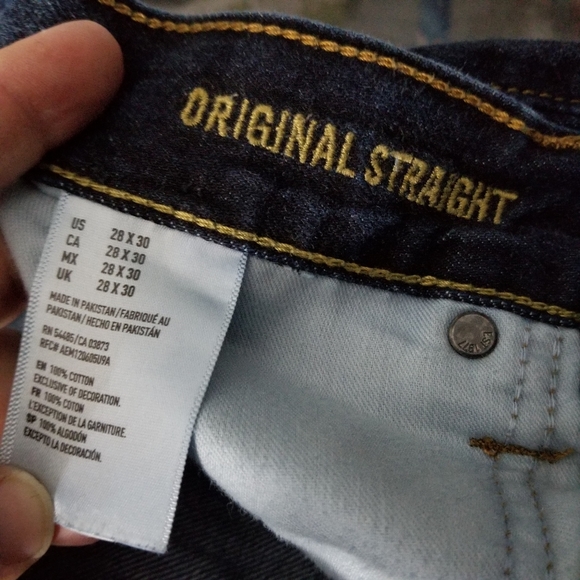 ORIGINAL STRAIGHT
US 28 X 30
CA 28 X 30
MX 28 X 30
UK 28 X 30
MADE IN PAKISTAN/FABRIQUÉ AU
PAKISTAN/HECHO EN PAKISTÁN
RN 54485/CA 03873
RFC# AEM120605U9A
EN 100% COTTON
EXCLUSIVE OF DECORATION.
FR 100% COTON
L'EXCEPTION DE LA GARNITURE.
SP 100% ALGODÓN
EXCEPTO LA DECORACIÓN.